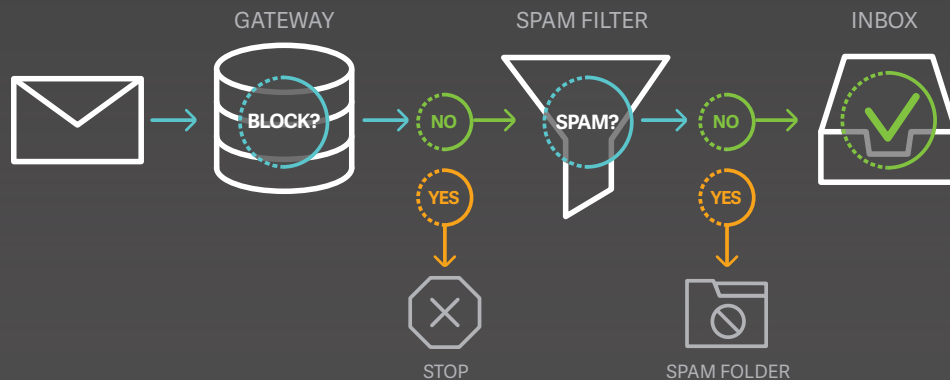 GATEWAY
SPAM FILTER
INBOX
BLOCK?
NO
SPAM?
NO
YES
YES
STOP
SPAM FOLDER